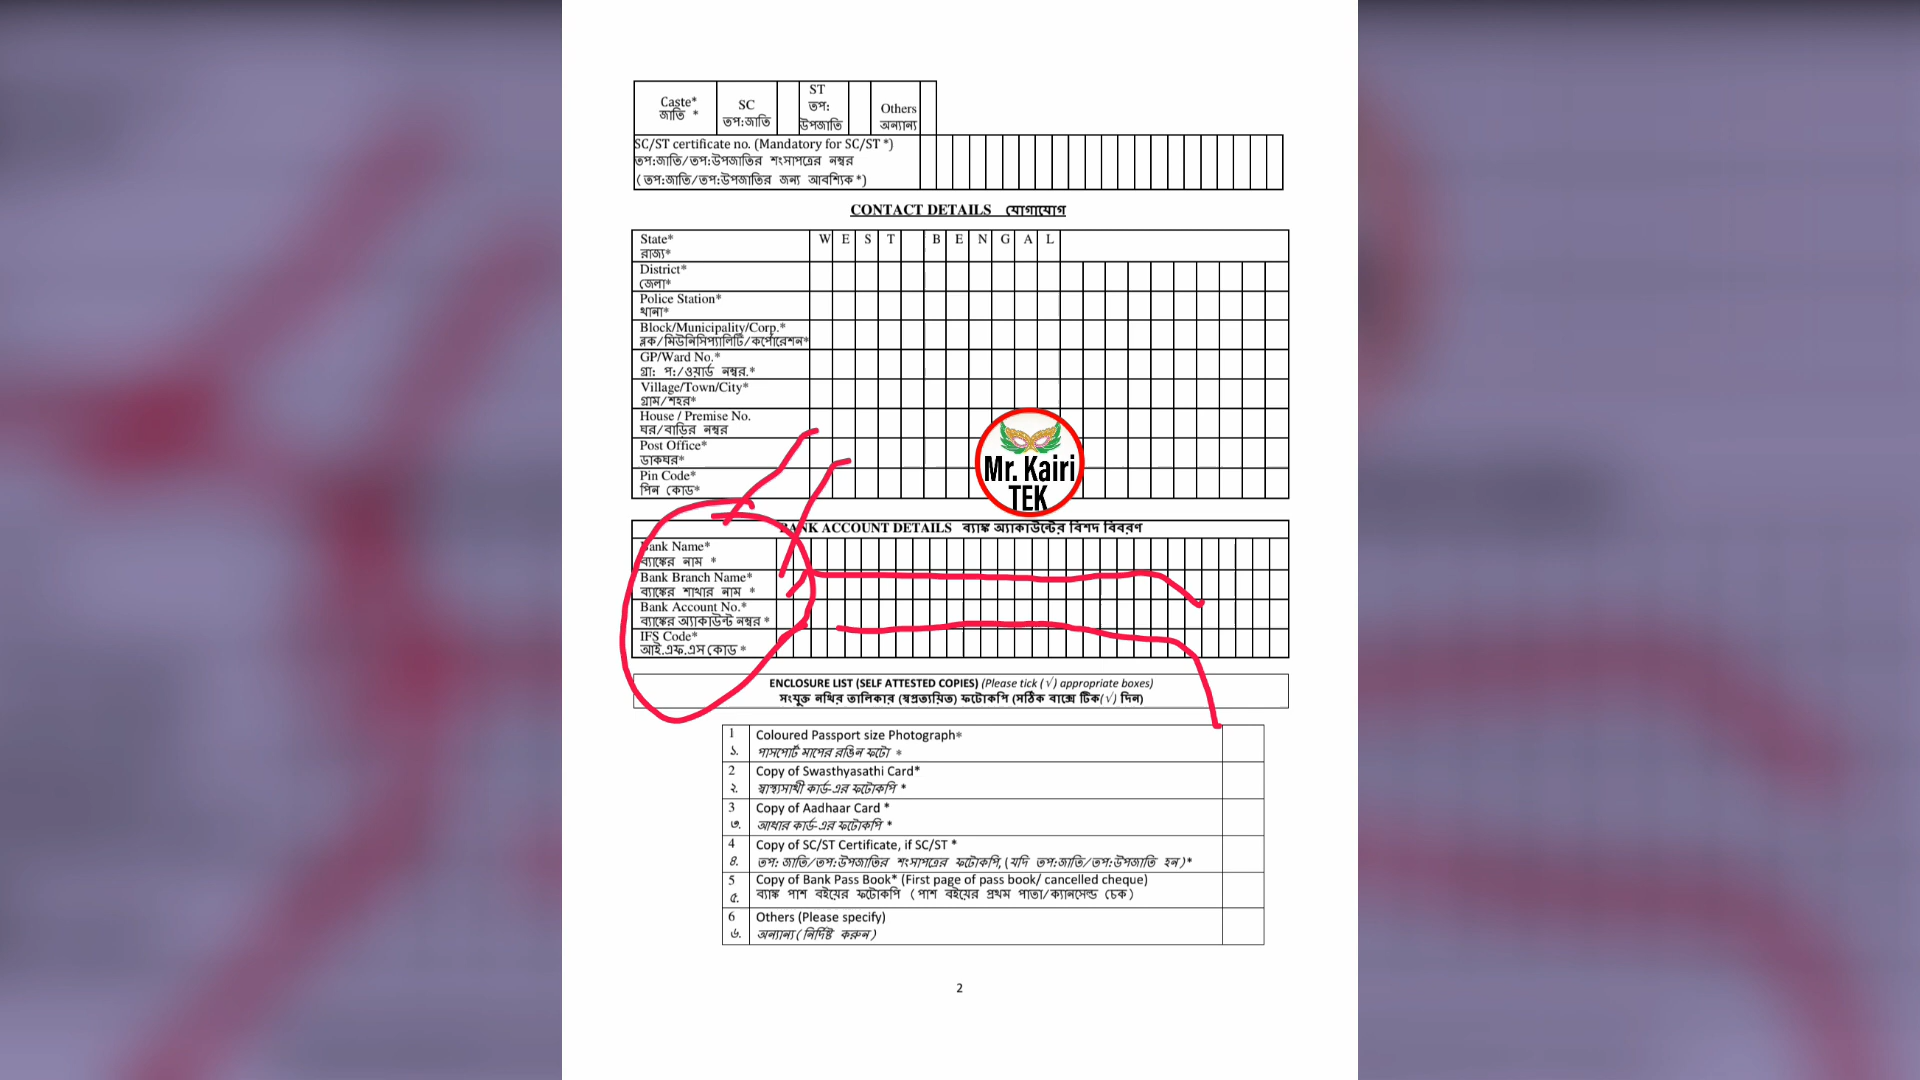 Caste*
জাতি *
SC
তপ:জাতি
ST
তপ:
উপজাতি
Others
অন্যান্য
SC/ST certificate no. (Mandatory for SC/ST *)
তপ:জাতি/তপ:উপজাতির শংসাপত্রের নম্বর
(তপ:জাতি/তপ:উপজাতির জন্য আবশ্যিক*)
CONTACT DETAILS যোগাযোগ
State* W E S T B E N G A L
রাজ্য*
District*
জেলা*
Police Station*
থানা*
Block/Municipality/Corp.*
ব্লক/মিউনিসিপ্যালিটি/কর্পোরেশন*
GP/Ward No.*
গ্রা: প:/ওয়ার্ড নম্বর.*
Village/Town/City*
গ্রাম/শহর*
House / Premise No.
ঘর/বাড়ির নম্বর
Post Office*
ডাকঘর*
Pin Code*
পিন কোড*
Mr. Kairi
TEK
BANK ACCOUNT DETAILS ব্যাঙ্ক অ্যাকাউন্টের বিশদ বিবরণ
Bank Name*
ব্যাঙ্কের নাম *
Bank Branch Name*
ব্যাঙ্কের শাখার নাম *
Bank Account No.*
ব্যাঙ্কের অ্যাকাউন্ট নম্বর *
IFS Code*
আই.এফ.এস কোড *
ENCLOSURE LIST (SELF ATTESTED COPIES) (Please tick (√) appropriate boxes)
সংযুক্ত নথির তালিকার (স্বপ্রত্যয়িত) ফটোকপি (সঠিক বাক্সে টিক(√) দিন)
1 Coloured Passport size Photograph*
১. পাসপোর্ট মাপের রঙিন ফটো *
2 Copy of Swasthyasathi Card*
২. স্বাস্থ্যসাথী কার্ড-এর ফটোকপি *
3 Copy of Aadhaar Card *
৩. আধার কার্ড-এর ফটোকপি *
4 Copy of SC/ST Certificate, if SC/ST *
৪. তপ: জাতি/তপ:উপজাতির শংসাপত্রের ফটোকপি, (যদি তপ:জাতি/তপ:উপজাতি হন)*
5 Copy of Bank Pass Book* (First page of pass book/ cancelled cheque)
৫. ব্যাঙ্ক পাশ বইয়ের ফটোকপি (পাশ বইয়ের প্রথম পাতা/ক্যানসেল্ড চেক)
6 Others (Please specify)
৬. অন্যান্য (নির্দিষ্ট করুন)
2